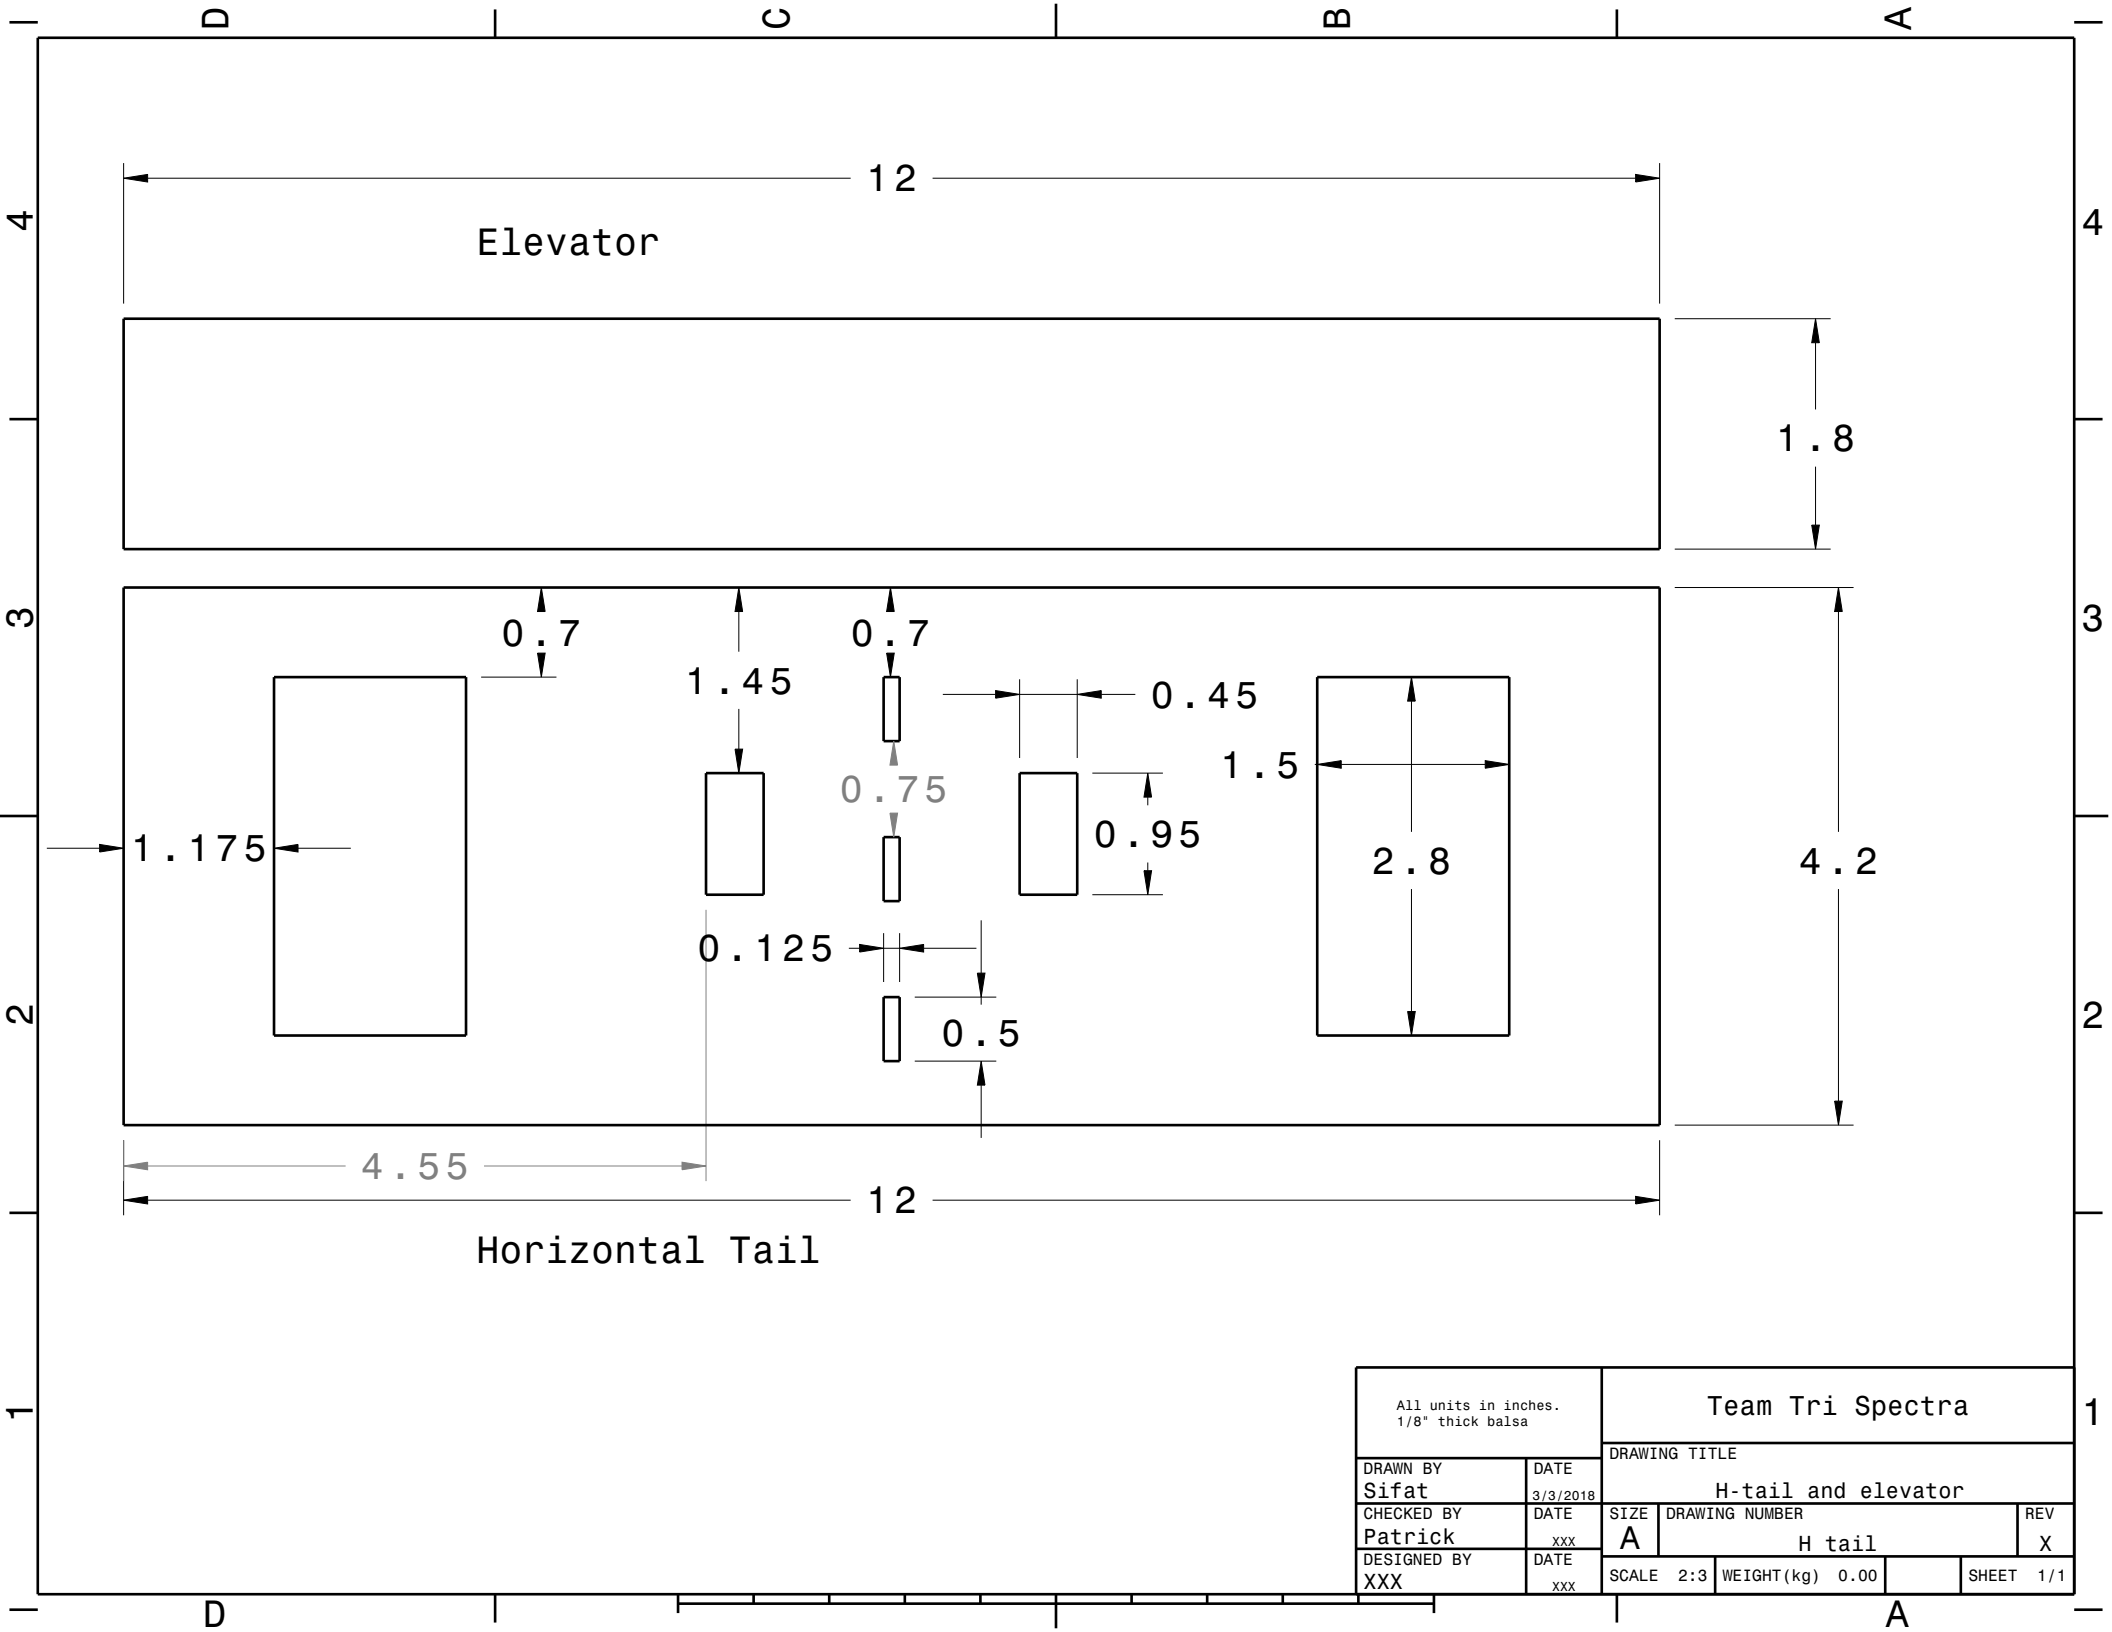 D C B A
12
4 4
Elevator
1.8
3 3
0.7 0.7
1.45 0.45
1.5
0.75
0.95
1.175 2.8 4.2
0.125
2 2
0.5
4.55
12
Horizontal Tail
1 1
All units in inches.
1/8" thick balsa
Team Tri Spectra
DRAWING TITLE
H-tail and elevator
DRAWN BY DATE
Sifat 3/3/2018
CHECKED BY DATE
Patrick XXX
DESIGNED BY DATE
XXX XXX
SIZE DRAWING NUMBER REV
A H tail X
SCALE 2:3 WEIGHT(kg) 0.00 SHEET 1/1
D A